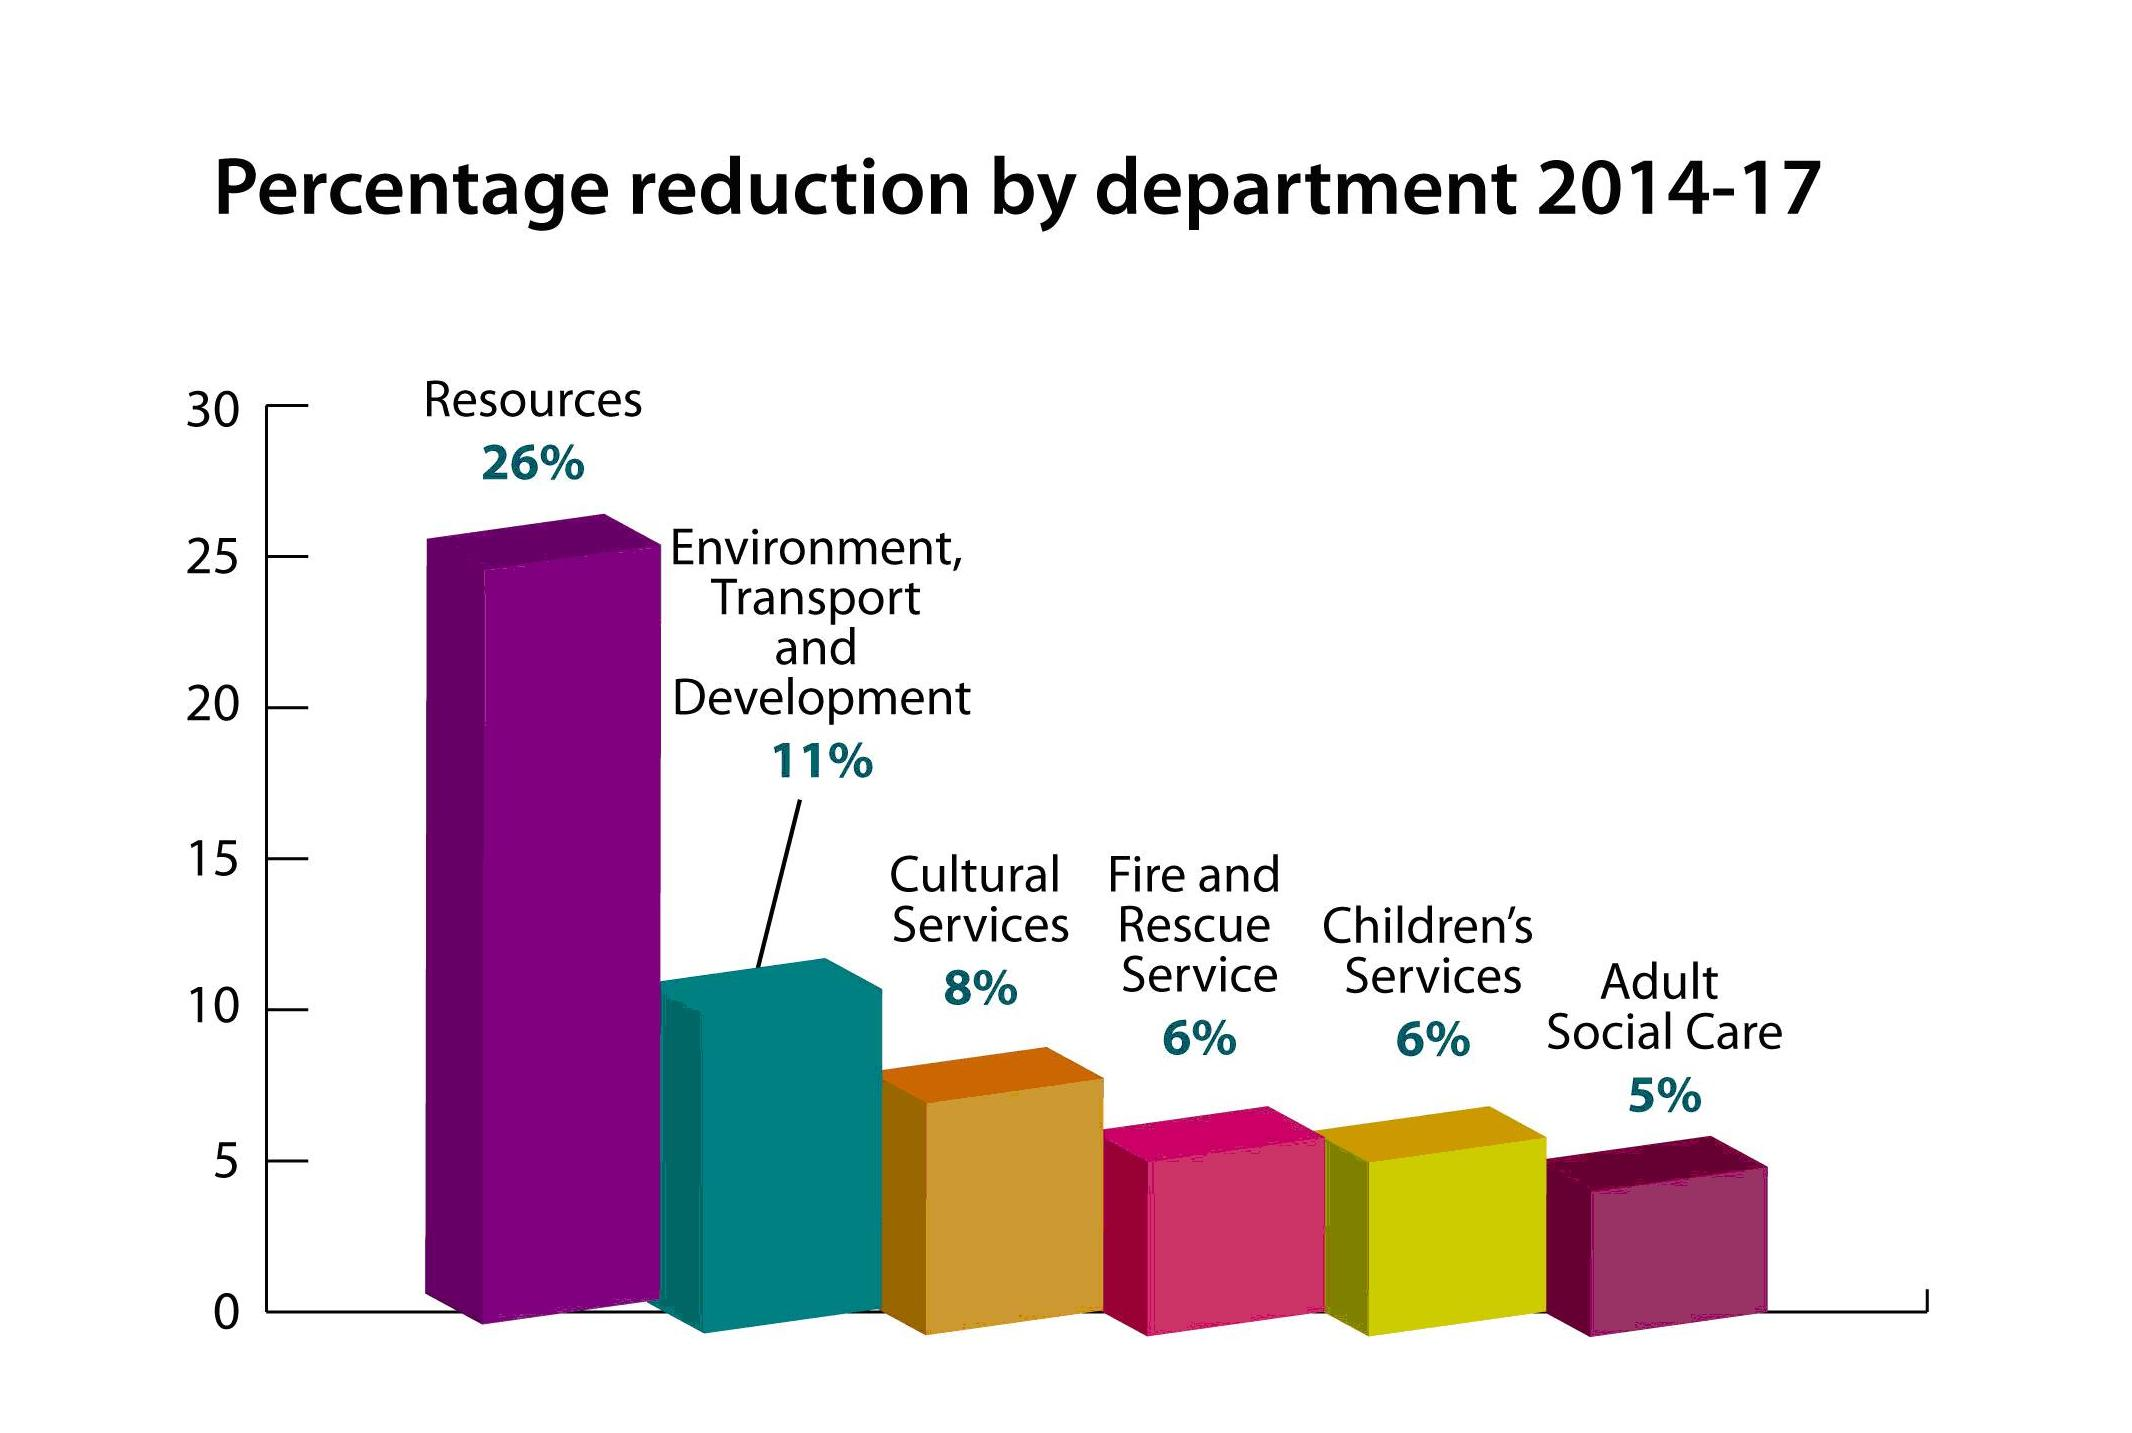 Percentage reduction by department 2014-17
30
25
20
15
10
5
0
Resources
26%
Environment,
Transport
and
Development
11%
Cultural
Services
8%
Fire and
Rescue
Service
6%
Children’s
Services
6%
Adult
Social Care
5%